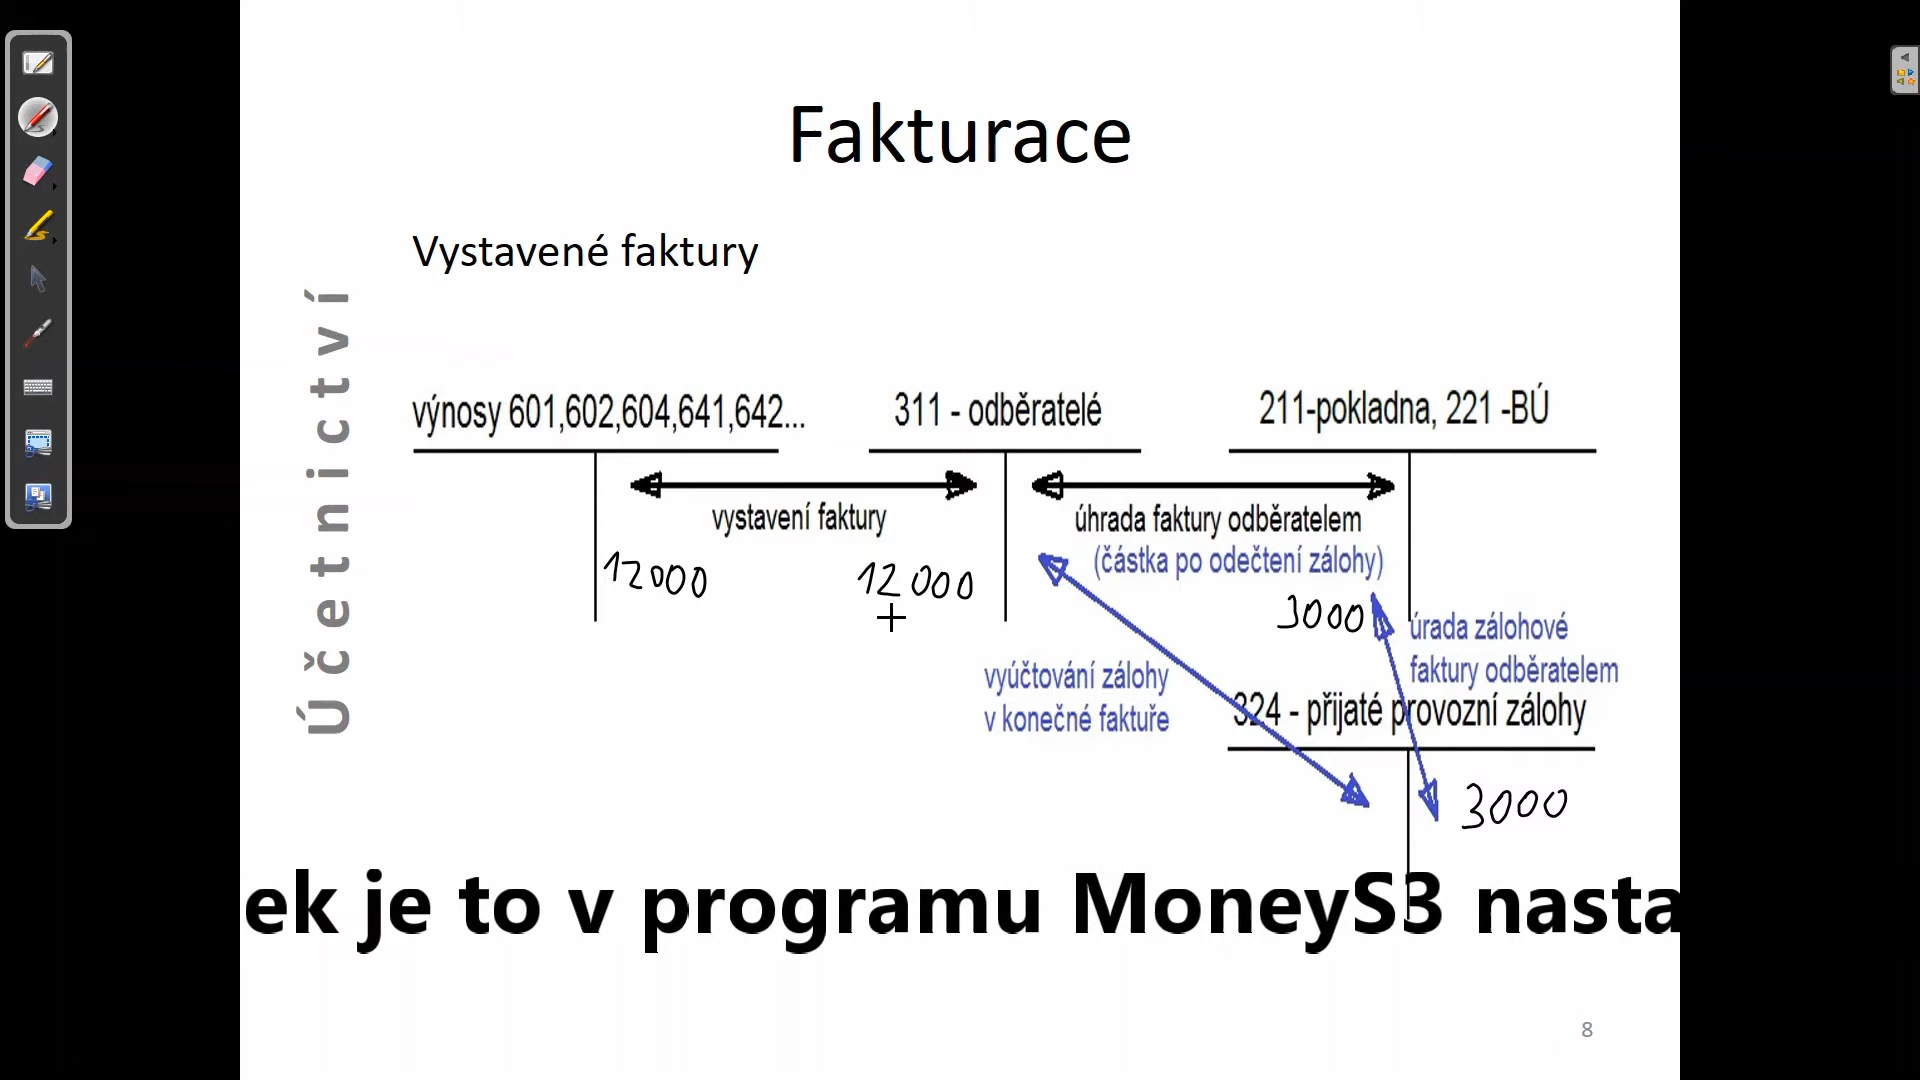 Fakturace
Vystavené faktury
Účetnictví
výnosy 601,602,604,641,642...
311 - odběratelé
211-pokladna, 221 -BÚ
vystavení faktury
úhrada faktury odběratelem
(částka po odečtení zálohy)
12000
12000
3000
úrada zálohové
faktury odběratelem
vyúčtování zálohy
v konečné faktuře
324 - přijaté provozní zálohy
3000
ek je to v programu MoneyS3 nasta
8